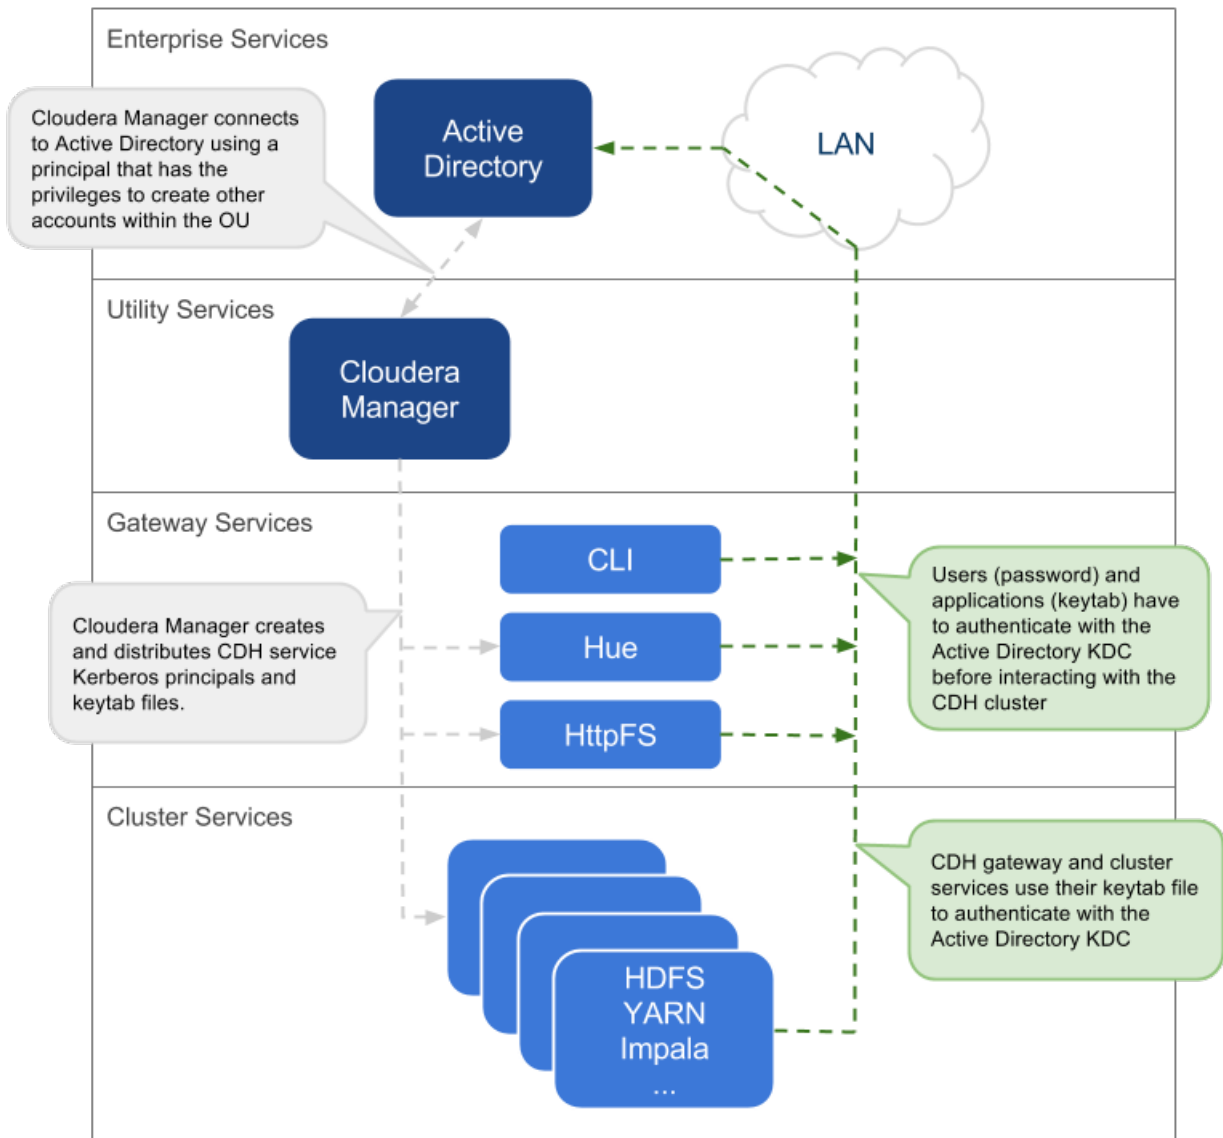 Enterprise Services
Cloudera Manager connects
to Active Directory using a
principal that has the
privileges to create other
accounts within the OU
Active
Directory
LAN
Utility Services
Cloudera
Manager
Gateway Services
CLI
Hue
HttpFS
Cloudera Manager creates
and distributes CDH service
Kerberos principals and
keytab files.
Users (password) and
applications (keytab) have
to authenticate with the
Active Directory KDC
before interacting with the
CDH cluster
Cluster Services
HDFS
YARN
Impala
...
CDH gateway and cluster
services use their keytab file
to authenticate with the
Active Directory KDC